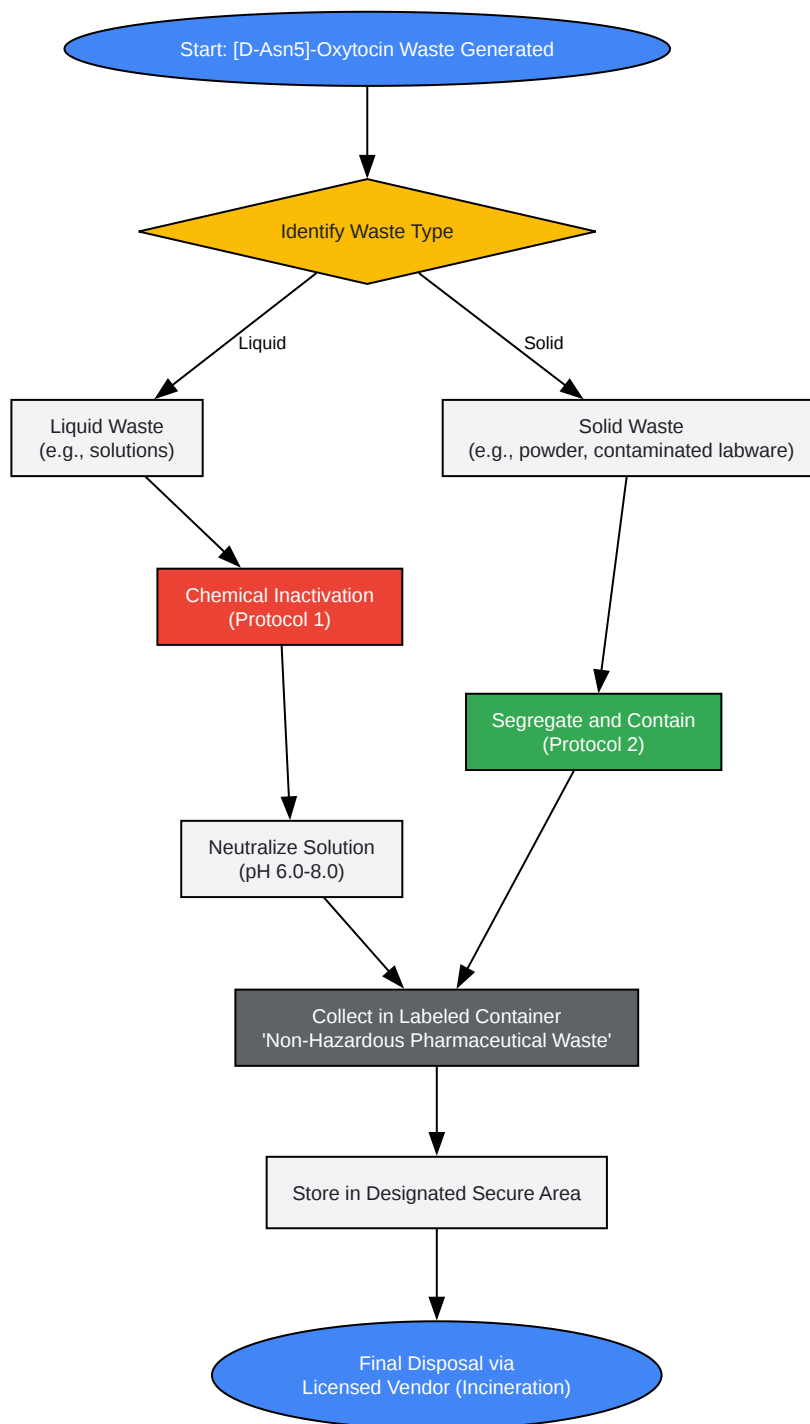 Start: [D-Asn5]-Oxytocin Waste Generated
Identify Waste Type
Liquid
Solid
Liquid Waste
(e.g., solutions)
Solid Waste
(e.g., powder, contaminated labware)
Chemical Inactivation
(Protocol 1)
Segregate and Contain
(Protocol 2)
Neutralize Solution
(pH 6.0-8.0)
Collect in Labeled Container
'Non-Hazardous Pharmaceutical Waste'
Store in Designated Secure Area
Final Disposal via
Licensed Vendor (Incineration)